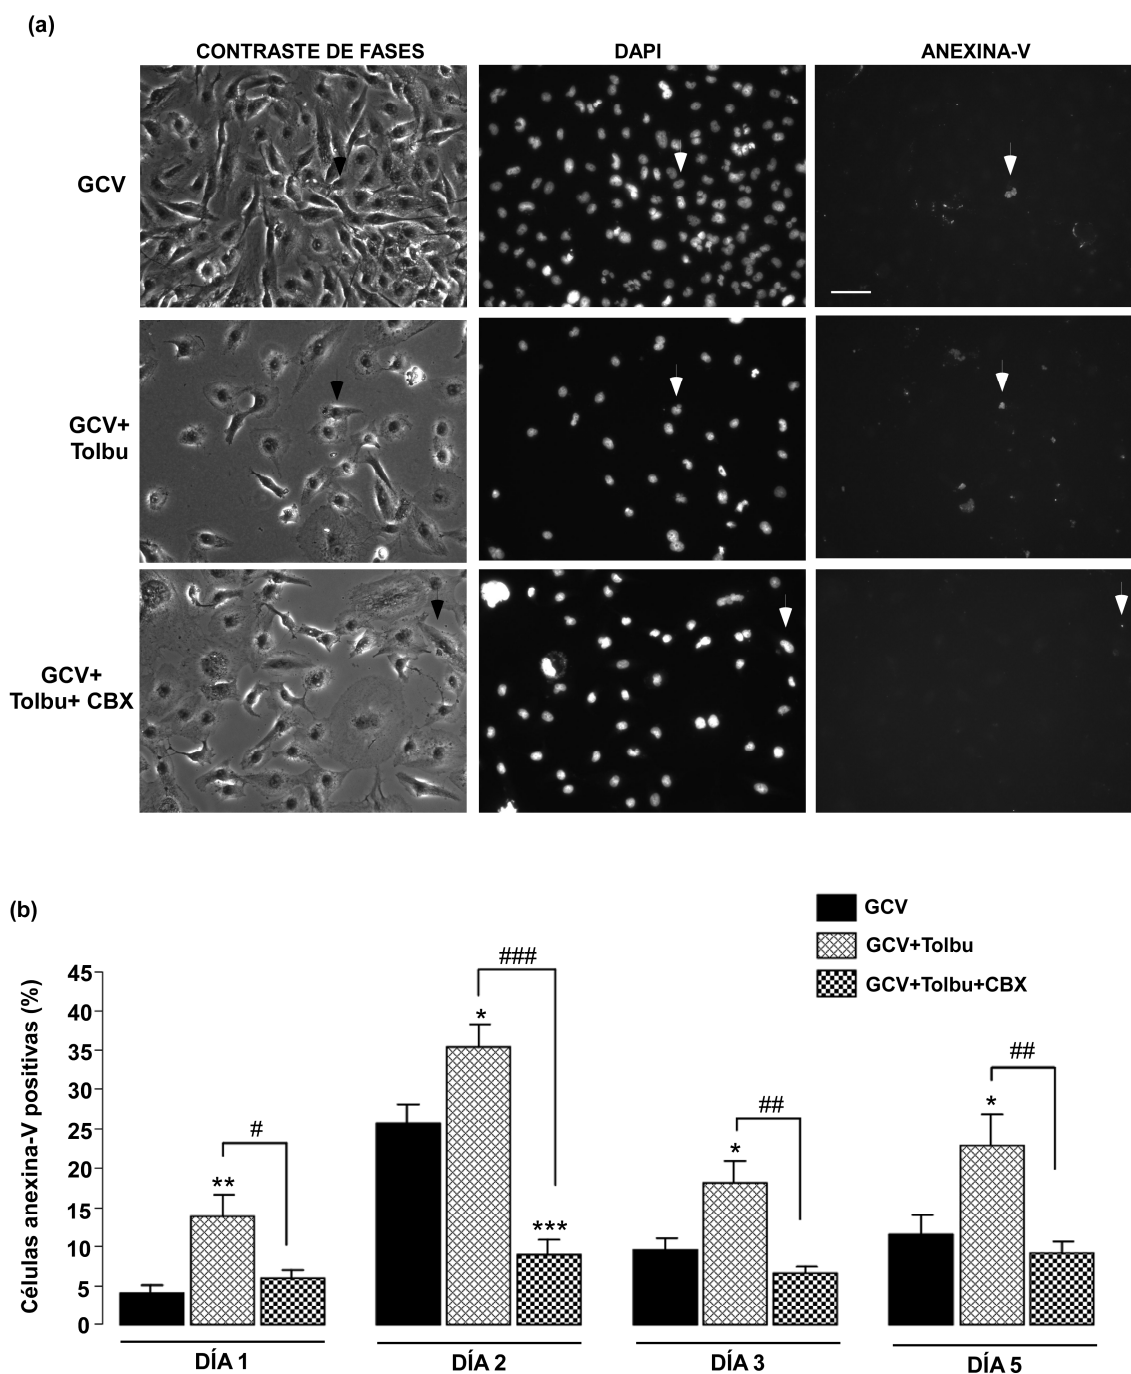 (a)
CONTRASTE DE FASES
DAPI
ANEXINA-V
GCV
GCV+
Tolbu
GCV+
Tolbu+ CBX
(b)
GCV
GCV+Tolbu
GCV+Tolbu+CBX
Células anexina-V positivas (%)
45
40
35
30
25
20
15
10
5
0
#
**
###
*
***
##
*
##
*
DÍA 1
DÍA 2
DÍA 3
DÍA 5